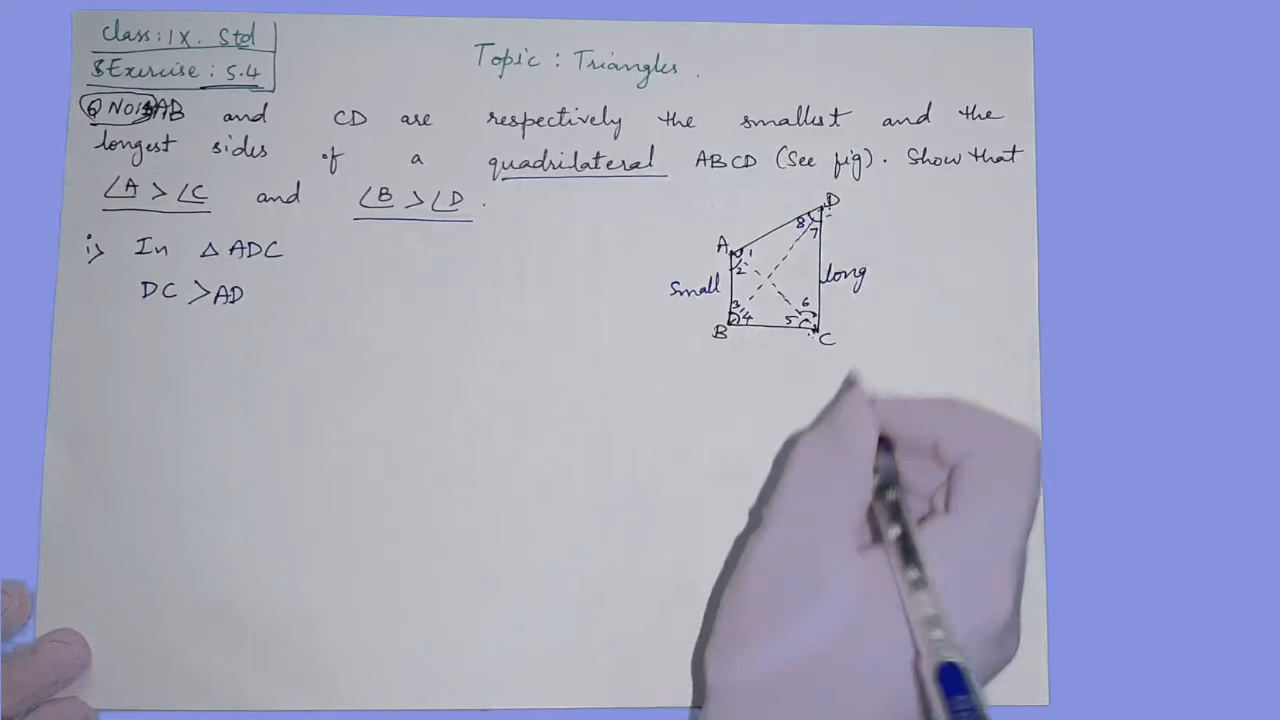 Class: IX. Std
Exercise: 5.4
Topic: Triangles.
Q No: AB and CD are respectively the smallest and the
longest sides of a quadrilateral ABCD (See fig). Show that
∠A > ∠C and ∠B > ∠D.
i> In △ ADC
DC > AD
D
8
7
A
1
2
Small
long
3
4
6
5
B
C